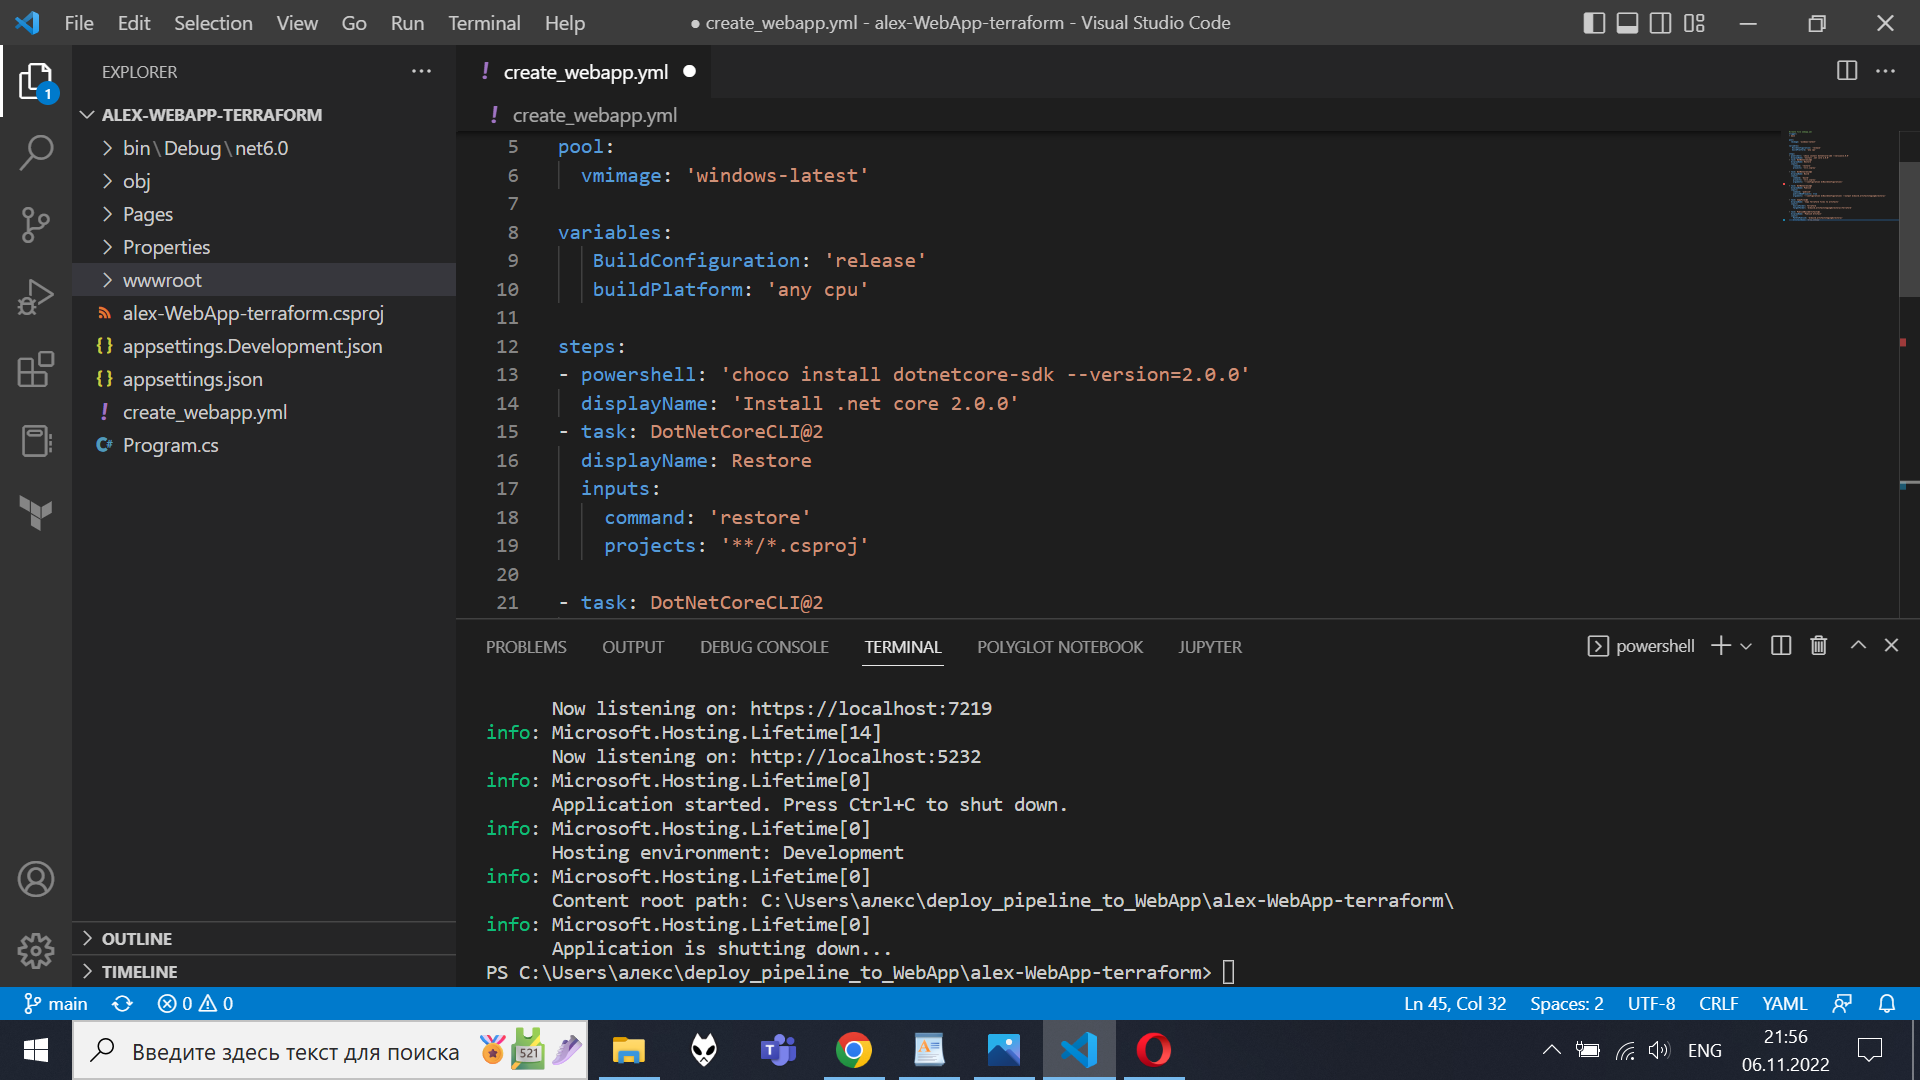 File Edit Selection View Go Run Terminal Help
● create_webapp.yml - alex-WebApp-terraform - Visual Studio Code
EXPLORER
1
ALEX-WEBAPP-TERRAFORM
bin\Debug\net6.0
obj
Pages
Properties
wwwroot
alex-WebApp-terraform.csproj
{} appsettings.Development.json
{} appsettings.json
! create_webapp.yml
C# Program.cs
OUTLINE
TIMELINE
! create_webapp.yml
! create_webapp.yml
5 pool:
6 vmimage: 'windows-latest'
7
8 variables:
9 BuildConfiguration: 'release'
10 buildPlatform: 'any cpu'
11
12 steps:
13 - powershell: 'choco install dotnetcore-sdk --version=2.0.0'
14 displayName: 'Install .net core 2.0.0'
15 - task: DotNetCoreCLI@2
16 displayName: Restore
17 inputs:
18 command: 'restore'
19 projects: '**/*.csproj'
20
21 - task: DotNetCoreCLI@2
PROBLEMS OUTPUT DEBUG CONSOLE TERMINAL POLYGLOT NOTEBOOK JUPYTER
powershell
Now listening on: https://localhost:7219
info: Microsoft.Hosting.Lifetime[14]
Now listening on: http://localhost:5232
info: Microsoft.Hosting.Lifetime[0]
Application started. Press Ctrl+C to shut down.
info: Microsoft.Hosting.Lifetime[0]
Hosting environment: Development
info: Microsoft.Hosting.Lifetime[0]
Content root path: C:\Users\алекс\deploy_pipeline_to_WebApp\alex-WebApp-terraform\
info: Microsoft.Hosting.Lifetime[0]
Application is shutting down...
PS C:\Users\алекс\deploy_pipeline_to_WebApp\alex-WebApp-terraform>
main 0 0
Ln 45, Col 32 Spaces: 2 UTF-8 CRLF YAML
Введите здесь текст для поиска
521
ENG
21:56
06.11.2022